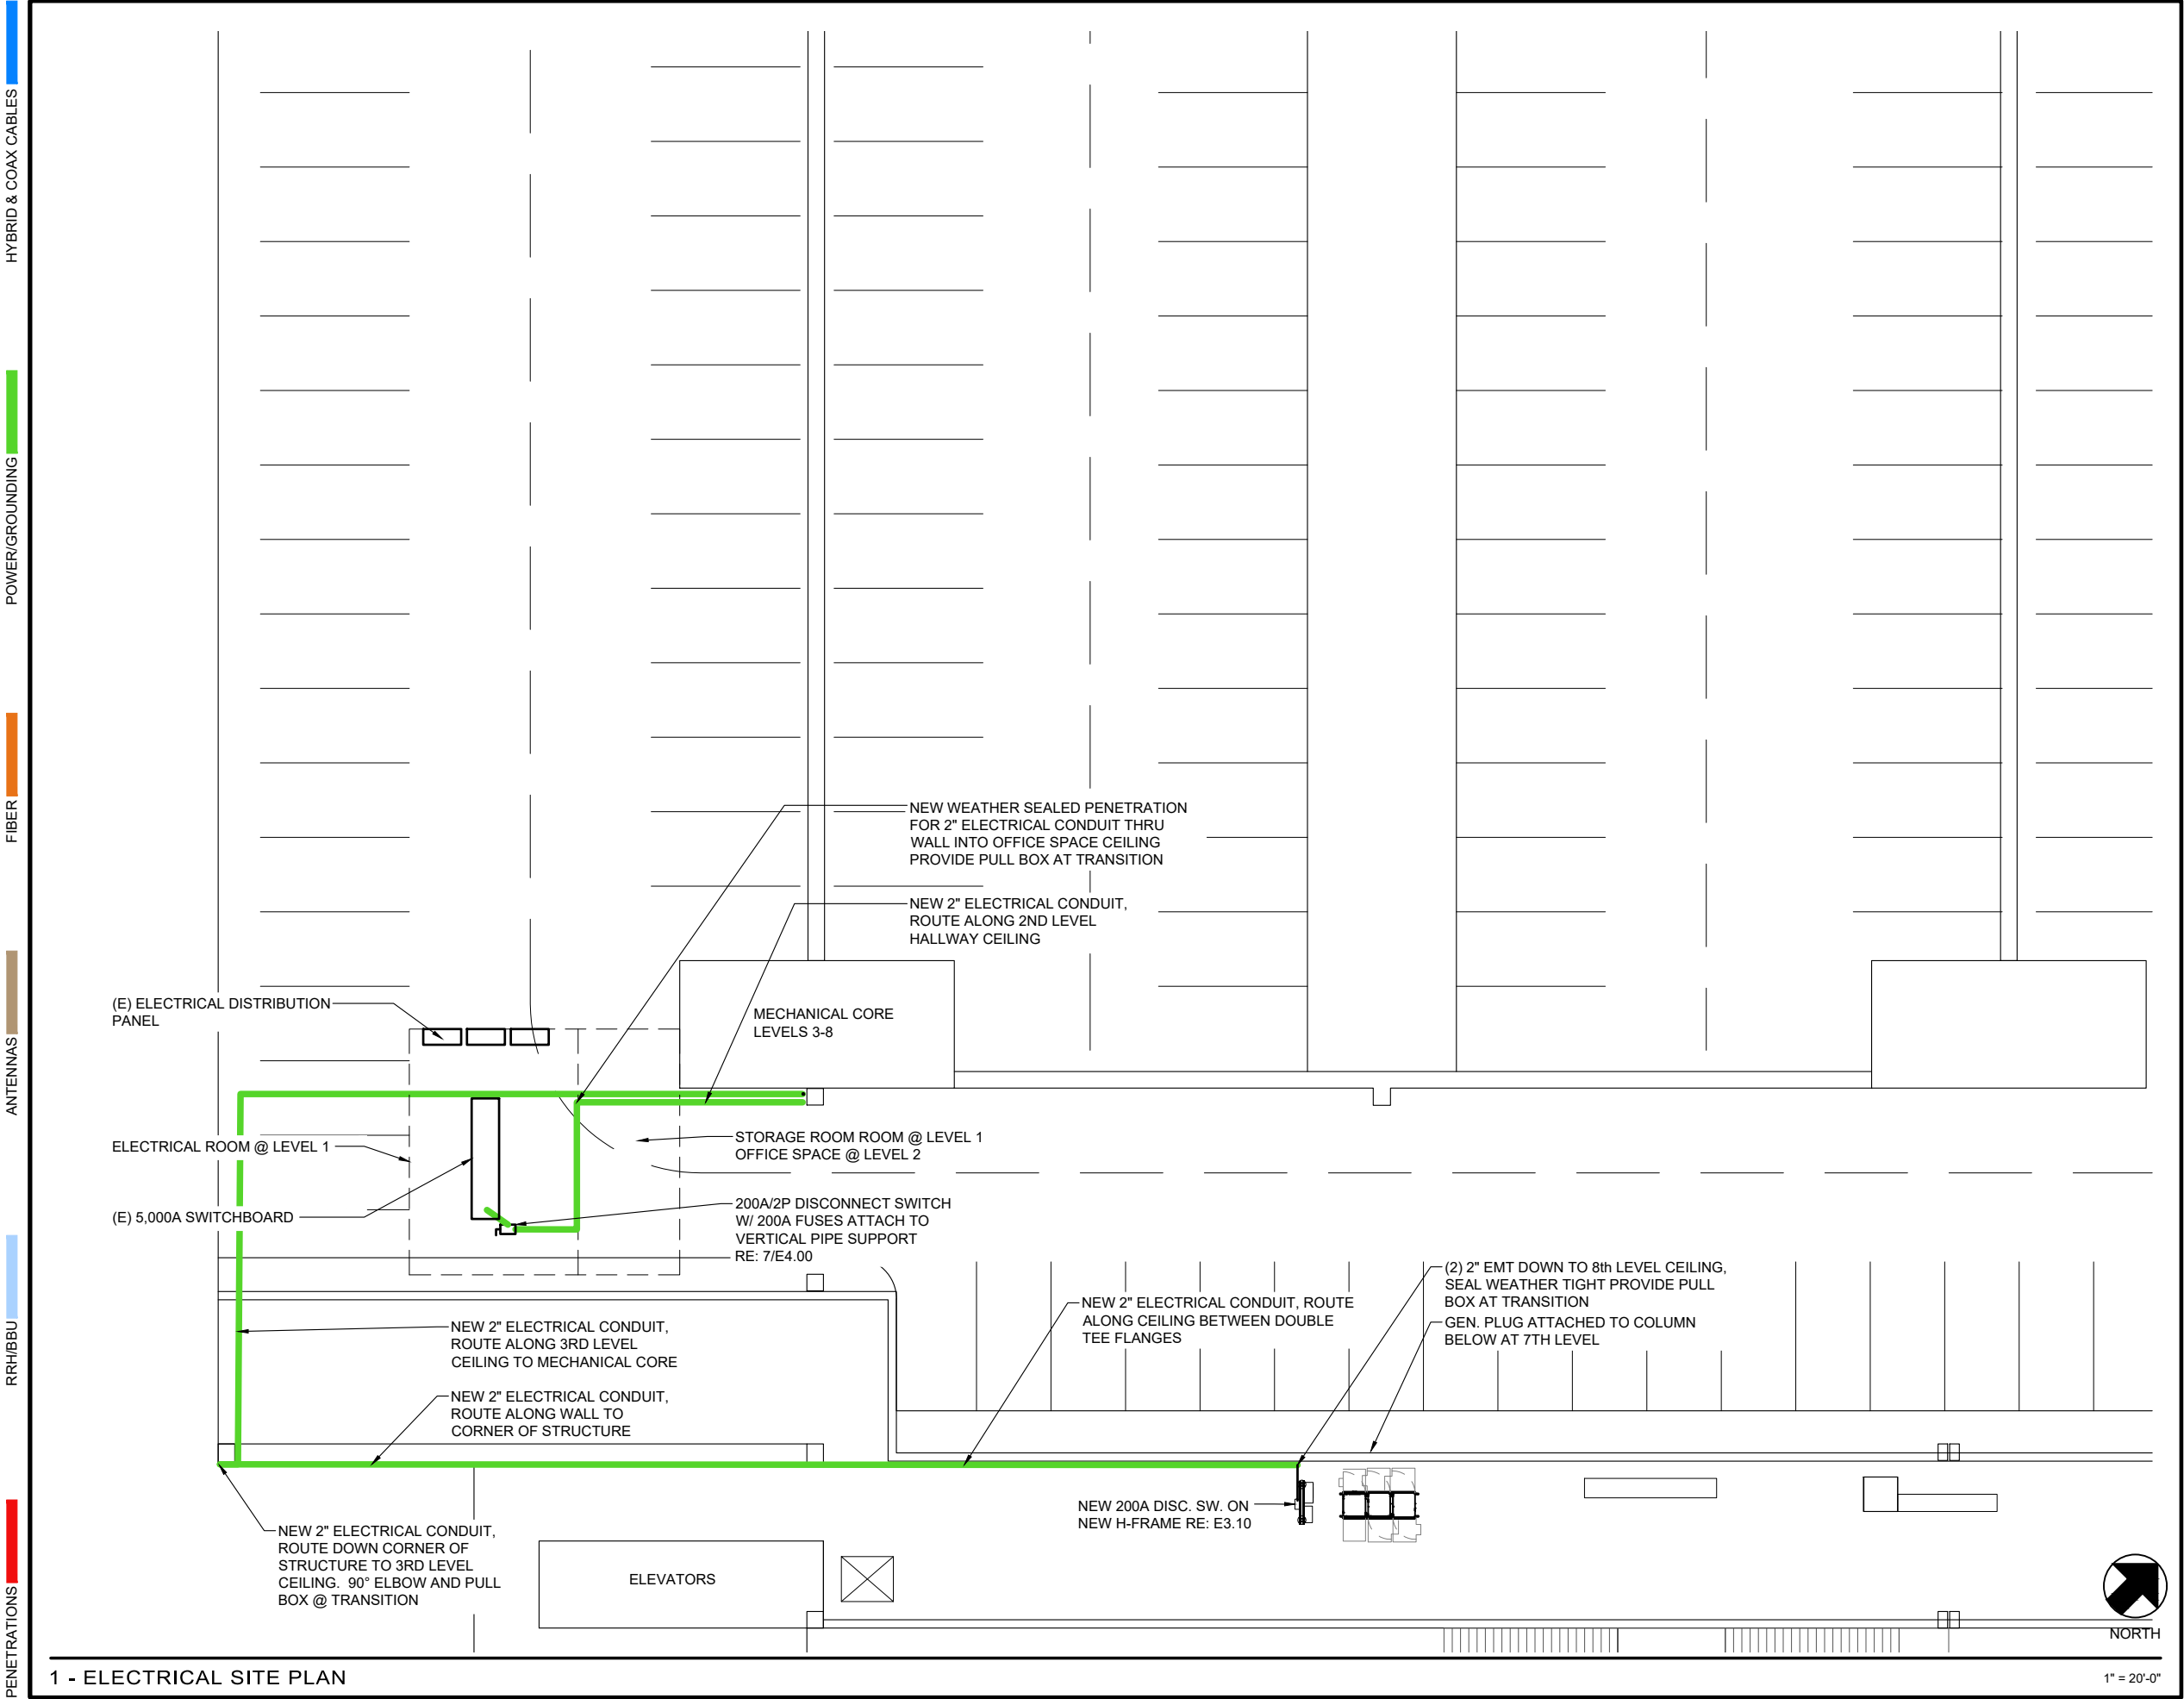 HYBRID & COAX CABLES
POWER/GROUNDING
FIBER
ANTENNAS
RRH/BBU
PENETRATIONS
NEW WEATHER SEALED PENETRATION
FOR 2" ELECTRICAL CONDUIT THRU
WALL INTO OFFICE SPACE CEILING
PROVIDE PULL BOX AT TRANSITION
NEW 2" ELECTRICAL CONDUIT,
ROUTE ALONG 2ND LEVEL
HALLWAY CEILING
(E) ELECTRICAL DISTRIBUTION
PANEL
MECHANICAL CORE
LEVELS 3-8
ELECTRICAL ROOM @ LEVEL 1
STORAGE ROOM ROOM @ LEVEL 1
OFFICE SPACE @ LEVEL 2
(E) 5,000A SWITCHBOARD
200A/2P DISCONNECT SWITCH
W/ 200A FUSES ATTACH TO
VERTICAL PIPE SUPPORT
RE: 7/E4.00
(2) 2" EMT DOWN TO 8th LEVEL CEILING,
SEAL WEATHER TIGHT PROVIDE PULL
BOX AT TRANSITION
GEN. PLUG ATTACHED TO COLUMN
BELOW AT 7TH LEVEL
NEW 2" ELECTRICAL CONDUIT, ROUTE
ALONG CEILING BETWEEN DOUBLE
TEE FLANGES
NEW 2" ELECTRICAL CONDUIT,
ROUTE ALONG 3RD LEVEL
CEILING TO MECHANICAL CORE
NEW 2" ELECTRICAL CONDUIT,
ROUTE ALONG WALL TO
CORNER OF STRUCTURE
NEW 200A DISC. SW. ON
NEW H-FRAME RE: E3.10
NEW 2" ELECTRICAL CONDUIT,
ROUTE DOWN CORNER OF
STRUCTURE TO 3RD LEVEL
CEILING. 90° ELBOW AND PULL
BOX @ TRANSITION
ELEVATORS
NORTH
1 - ELECTRICAL SITE PLAN
1" = 20'-0"